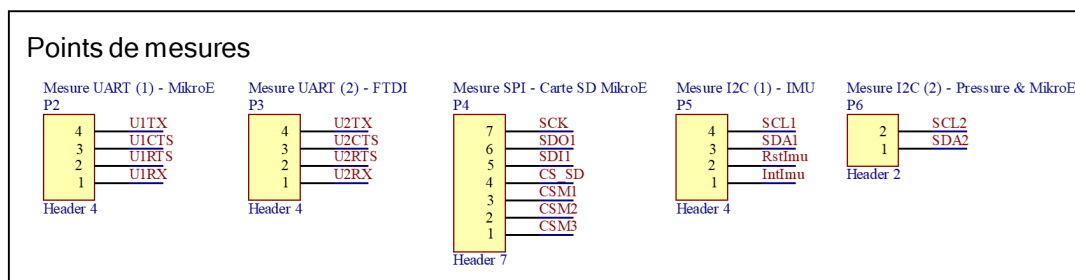 Points de mesures
Mesure UART (1) - MikroE
P2
4 U1TX
3 U1CTS
2 U1RTS
1 U1RX
Header 4
Mesure UART (2) - FTDI
P3
4 U2TX
3 U2CTS
2 U2RTS
1 U2RX
Header 4
Mesure SPI - Carte SD MikroE
P4
7 SCK
6 SDO1
5 SDI1
4 CS_SD
3 CSM1
2 CSM2
1 CSM3
Header 7
Mesure I2C (1) - IMU
P5
4 SCL1
3 SDA1
2 RstImu
1 IntImu
Header 4
Mesure I2C (2) - Pressure & MikroE
P6
2 SCL2
1 SDA2
Header 2